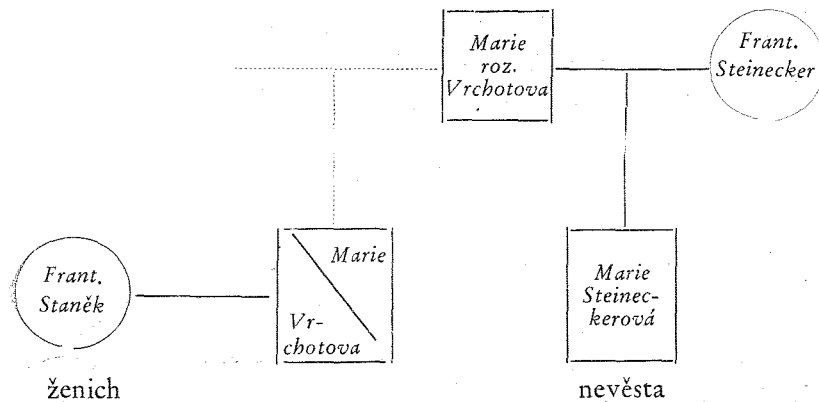 Marie
roz.
Vrchotova
Frant.
Steinecker
Frant.
Staněk
Marie
Vr-
chotova
Marie
Steinec-
kerová
ženich
nevěsta